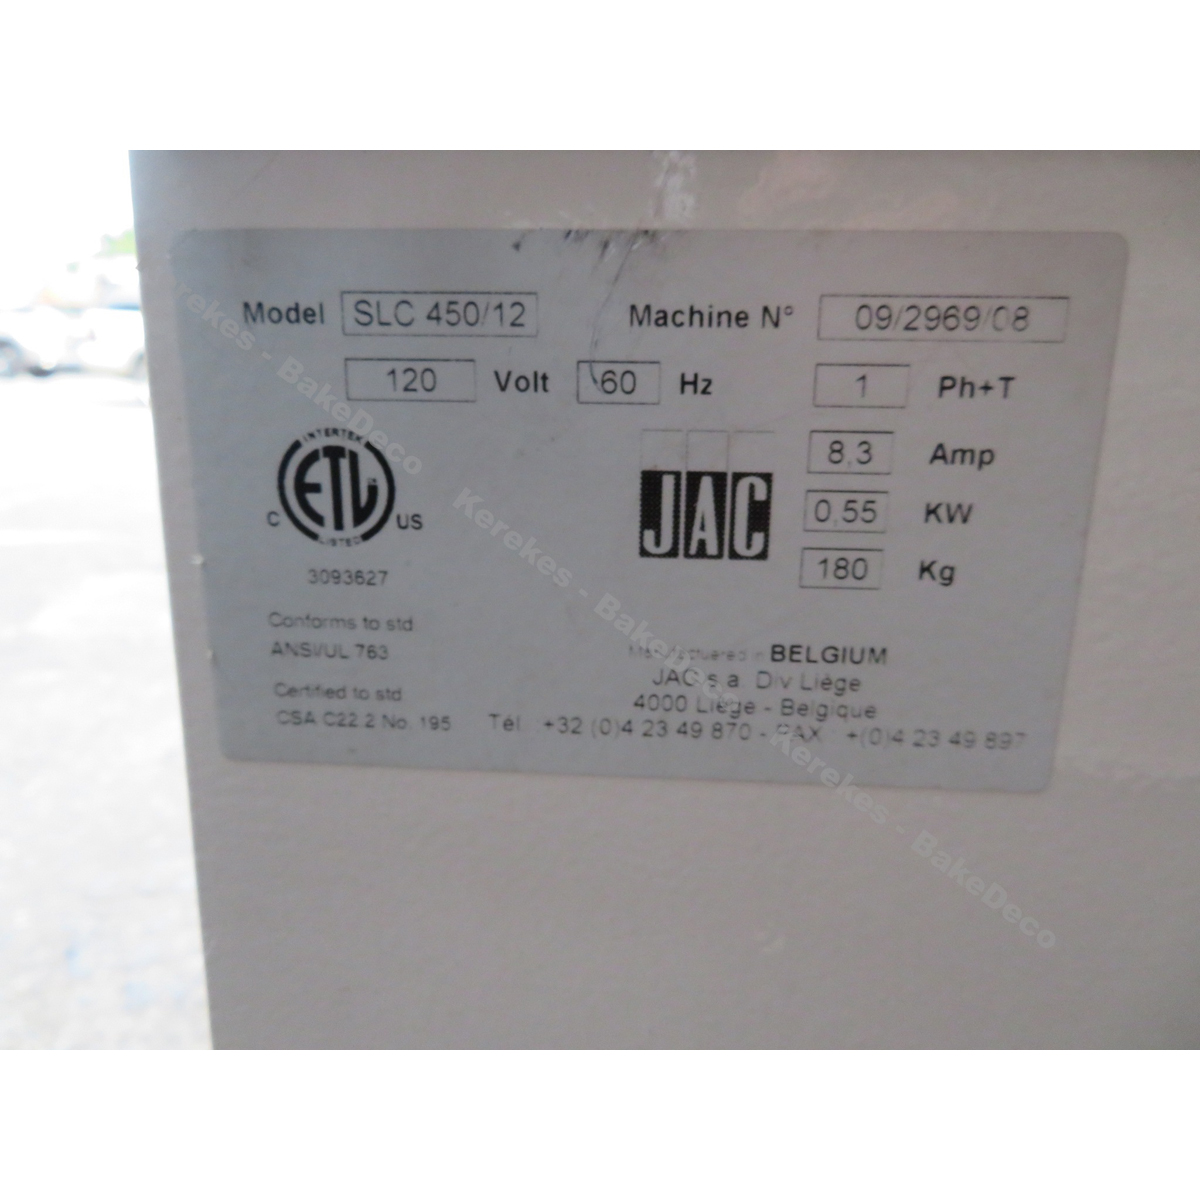 Model SLC 450/12 Machine N° 09/2969/08
120 Volt 60 Hz 1 Ph+T
8,3 Amp
0,55 KW
180 Kg
INTERTEK
ETL
LISTED
C US
JAC
3093627
Conforms to std
ANSI/UL 763
Certified to std
CSA C22.2 No. 195
in BELGIUM
JAC s.a. Div Liège
4000 Liège - Belgique
Tél. : +32 (0)4 23 49 870 - FAX : +(0)4 23 49 897
Kerekes - BakeDeco
Kerekes - BakeDeco
Kerekes - BakeDeco